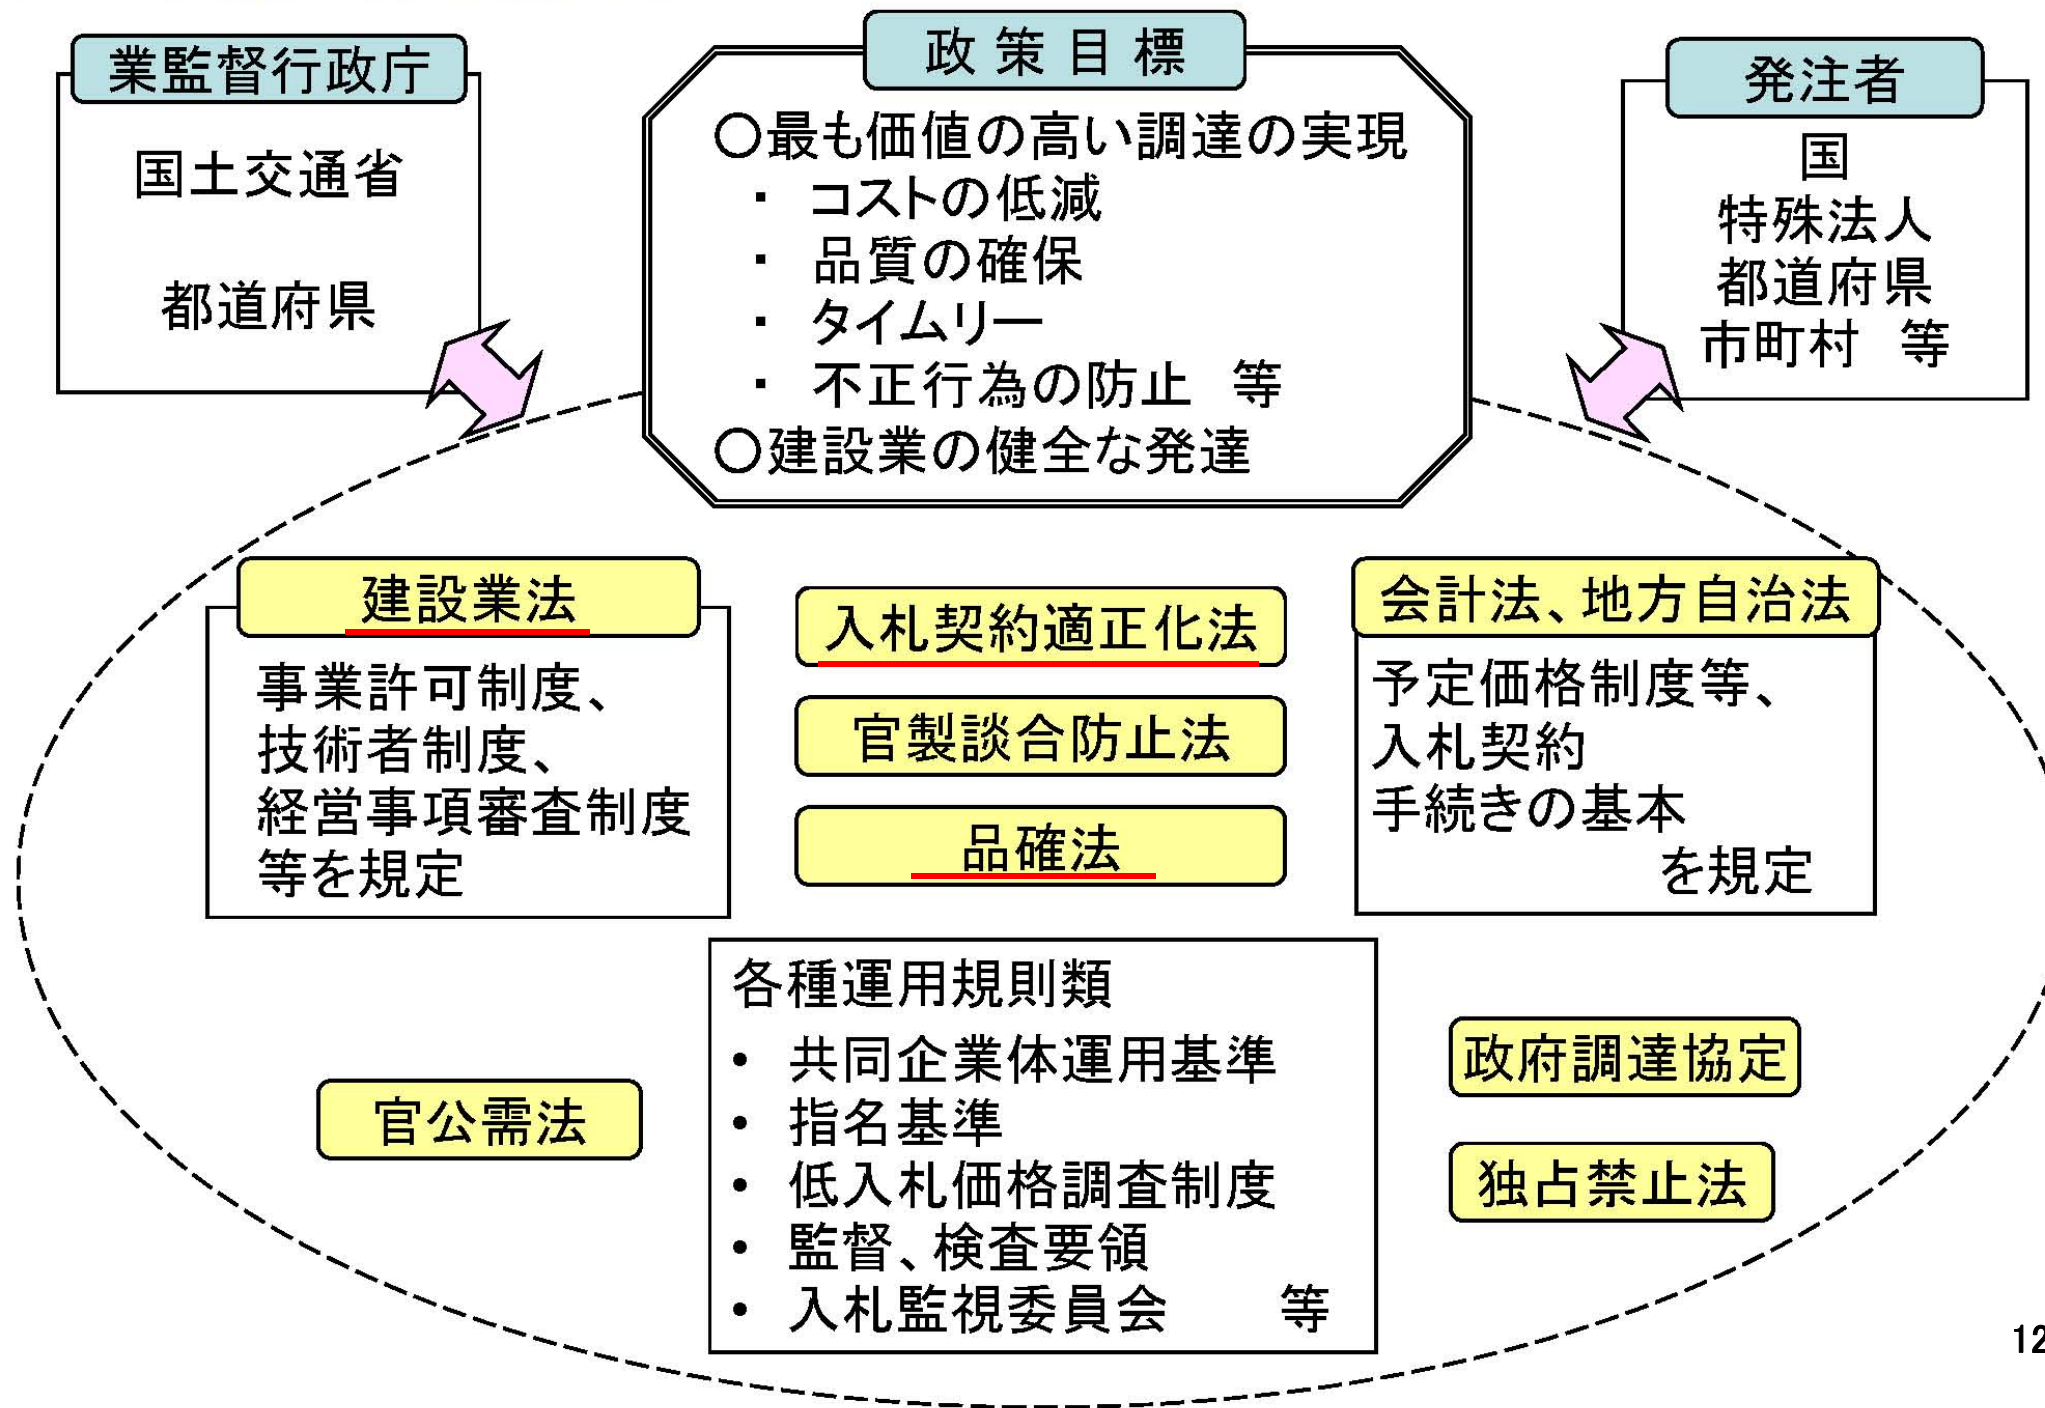 業監督行政庁
国土交通省
都道府県
政策目標
○最も価値の高い調達の実現
・ コストの低減
・ 品質の確保
・ タイムリー
・ 不正行為の防止 等
○建設業の健全な発達
発注者
国
特殊法人
都道府県
市町村 等
建設業法
事業許可制度、
技術者制度、
経営事項審査制度
等を規定
入札契約適正化法
官製談合防止法
品確法
会計法、地方自治法
予定価格制度等、
入札契約
手続きの基本
を規定
官公需法
各種運用規則類
• 共同企業体運用基準
• 指名基準
• 低入札価格調査制度
• 監督、検査要領
• 入札監視委員会 等
政府調達協定
独占禁止法
12